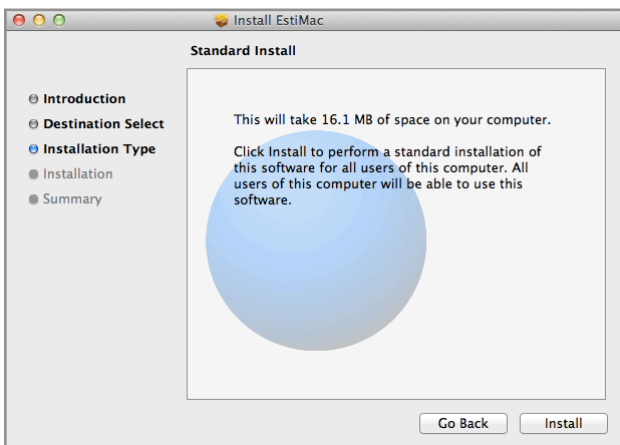 Install EstiMac
Standard Install
Introduction
Destination Select
Installation Type
Installation
Summary
This will take 16.1 MB of space on your computer.
Click Install to perform a standard installation of
this software for all users of this computer. All
users of this computer will be able to use this
software.
Go Back
Install